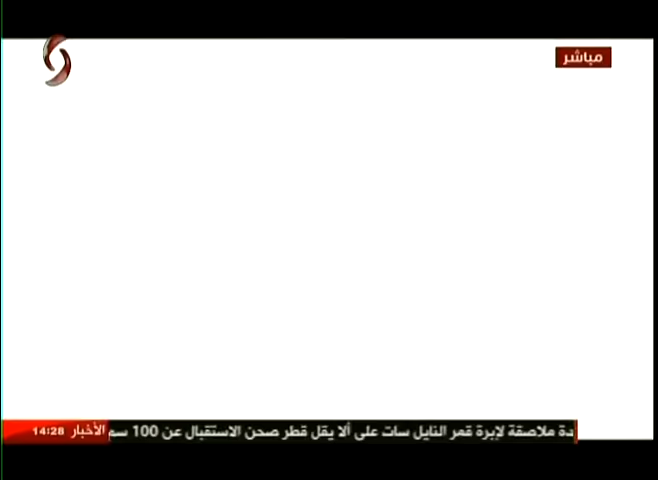 مباشر
دة ملاصقة لإبرة قمر النايل سات على ألا يقل قطر صحن الاستقبال عن 100 سم
الأخبار 14:28